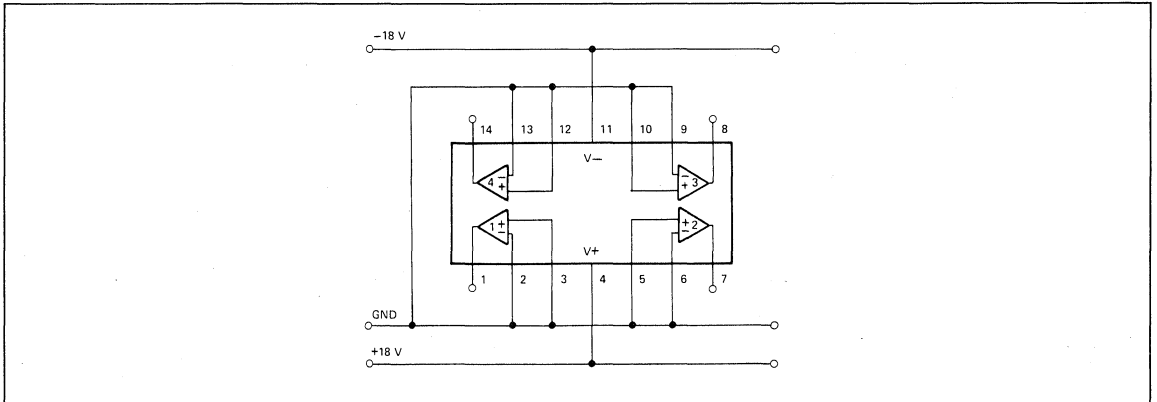 −18 V
14 13 12 11 10 9 8
V−
4 − +
− + 3
1 + −
+ − 2
V+
1 2 3 4 5 6 7
GND
+18 V